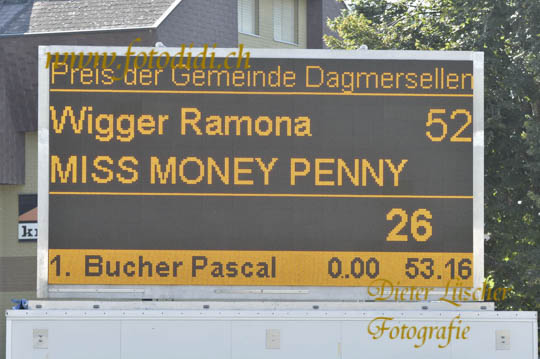 www.fotodidi.ch
Preis der Gemeinde Dagmersellen
Wigger Ramona 52
MISS MONEY PENNY
26
1. Bucher Pascal 0.00 53.16
Dieter Lüscher
Fotografie